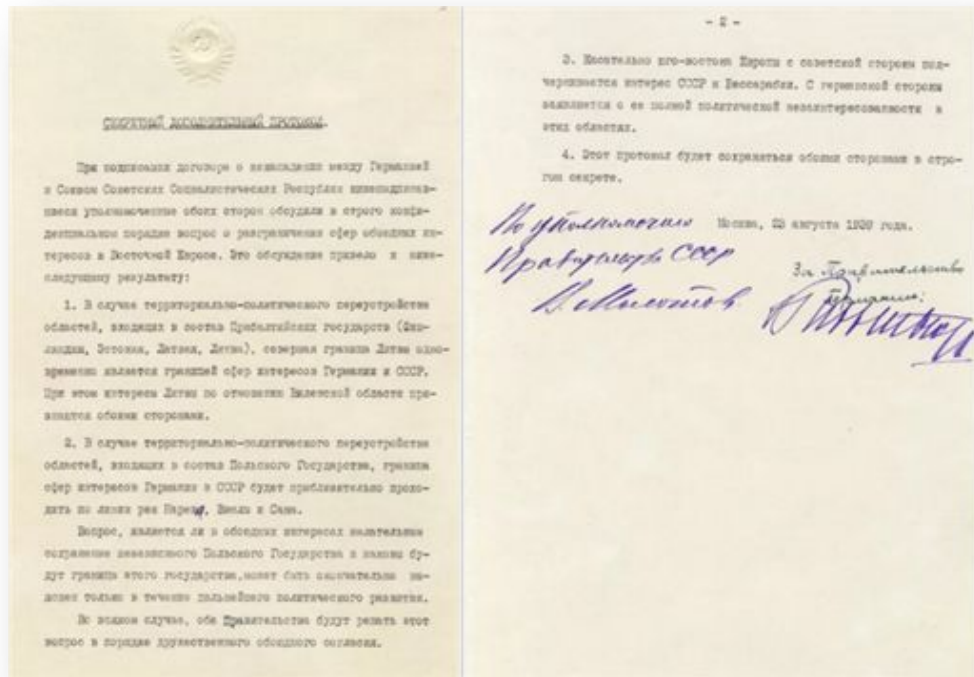 СЕКРЕТНЫЙ ДОПОЛНИТЕЛЬНЫЙ ПРОТОКОЛ.
При подписании договора о ненападении между Германией
и Союзом Советских Социалистических Республик нижеподписав-
шиеся уполномоченные обеих сторон обсудили в строго конфи-
денциальном порядке вопрос о разграничении сфер обоюдных ин-
тересов в Восточной Европе. Это обсуждение привело к ниже-
следующему результату:
1. В случае территориально-политического переустройства
областей, входящих в состав Прибалтийских государств (Фин-
ляндия, Эстония, Латвия, Литва), северная граница Литвы одно-
временно является границей сфер интересов Германии и СССР.
При этом интересы Литвы по отношению Виленской области при-
знаются обоими сторонами.
2. В случае территориально-политического переустройства
областей, входящих в состав Польского Государства, граница
сфер интересов Германии и СССР будет приблизительно прохо-
дить по линии рек Нарева, Вислы и Сана.
Вопрос, является ли в обоюдных интересах желательным
сохранение независимого Польского Государства и каковы бу-
дут границы этого государства, может быть окончательно вы-
яснен только в течение дальнейшего политического развития.
Во всяком случае, оба Правительства будут решать этот
вопрос в порядке дружественного обоюдного согласия.
- 2 -
3. Касательно юго-востока Европы с советской стороны под-
черкивается интерес СССР к Бессарабии. С германской стороны
заявляется о ее полной политической незаинтересованности в
этих областях.
4. Этот протокол будет сохраняться обоими сторонами в стро-
гом секрете.
По уполномочию
Москва, 23 августа 1939 года.
Правительства СССР
За Правительство
Германии:
В. Молотов